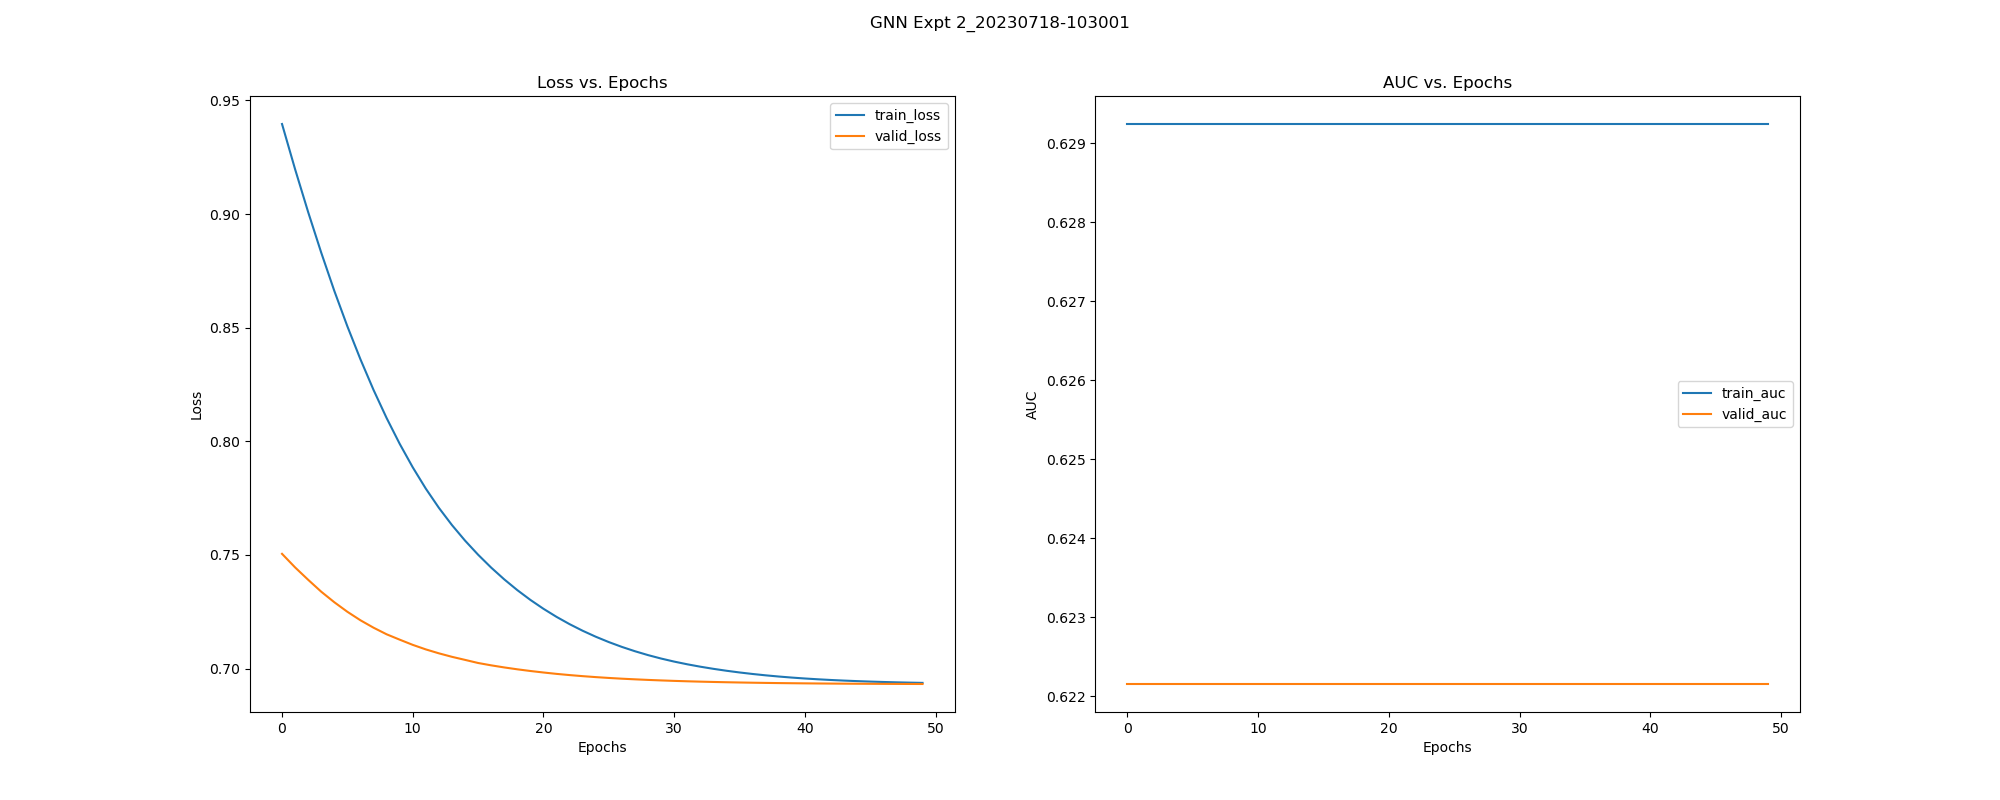 GNN Expt 2_20230718-103001
Loss vs. Epochs
0.95
0.90
0.85
0.80
0.75
0.70
Loss
0 10 20 30 40 50
Epochs
train_loss
valid_loss
AUC vs. Epochs
0.629
0.628
0.627
0.626
0.625
0.624
0.623
0.622
AUC
0 10 20 30 40 50
Epochs
train_auc
valid_auc